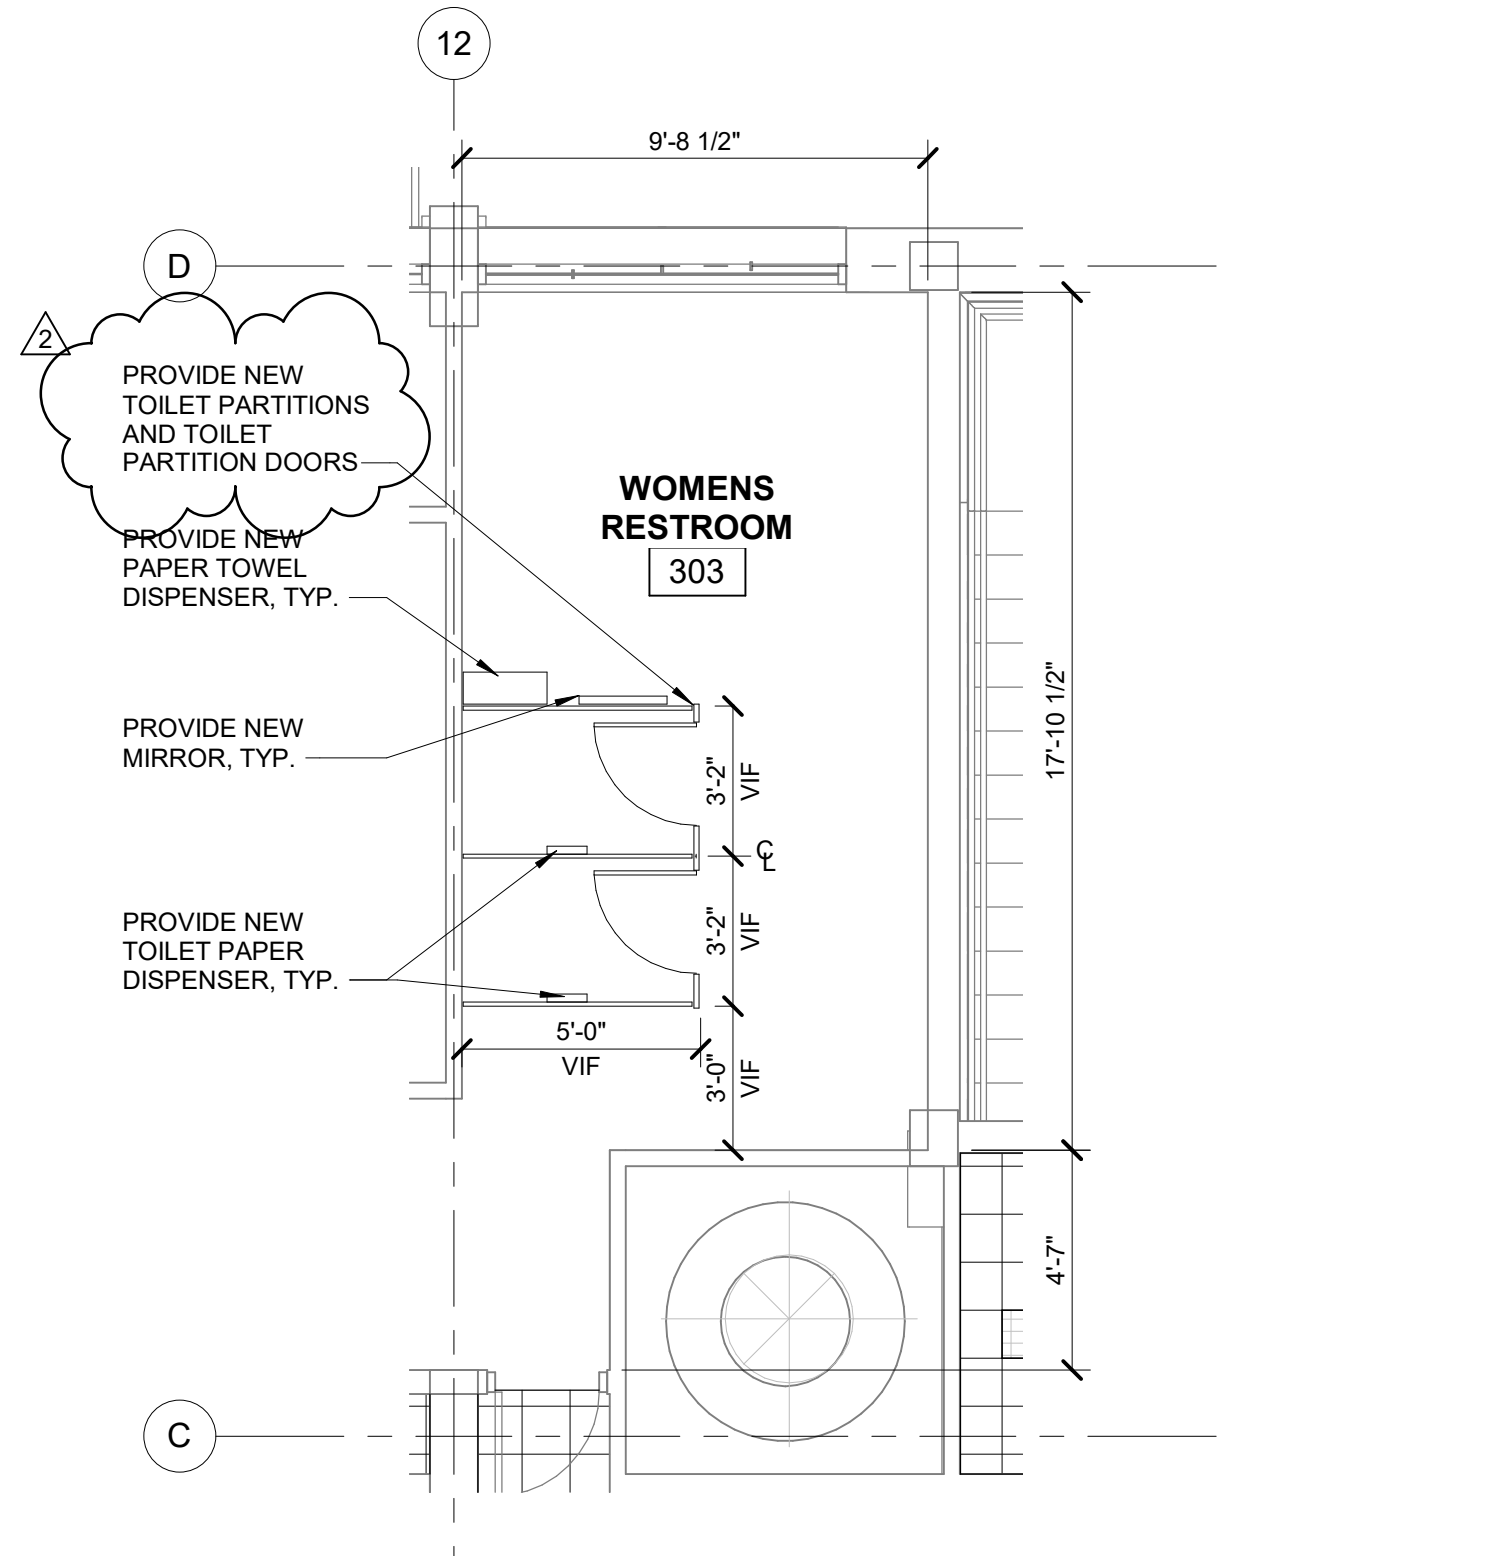 12
9'-8 1/2"
D
2
PROVIDE NEW
TOILET PARTITIONS
AND TOILET
PARTITION DOORS
WOMENS
RESTROOM
303
PROVIDE NEW
PAPER TOWEL
DISPENSER, TYP.
PROVIDE NEW
MIRROR, TYP.
3'-2"
VIF
17'-10 1/2"
CL
PROVIDE NEW
TOILET PAPER
DISPENSER, TYP.
3'-2"
VIF
5'-0"
VIF
3'-0"
VIF
4'-7"
C